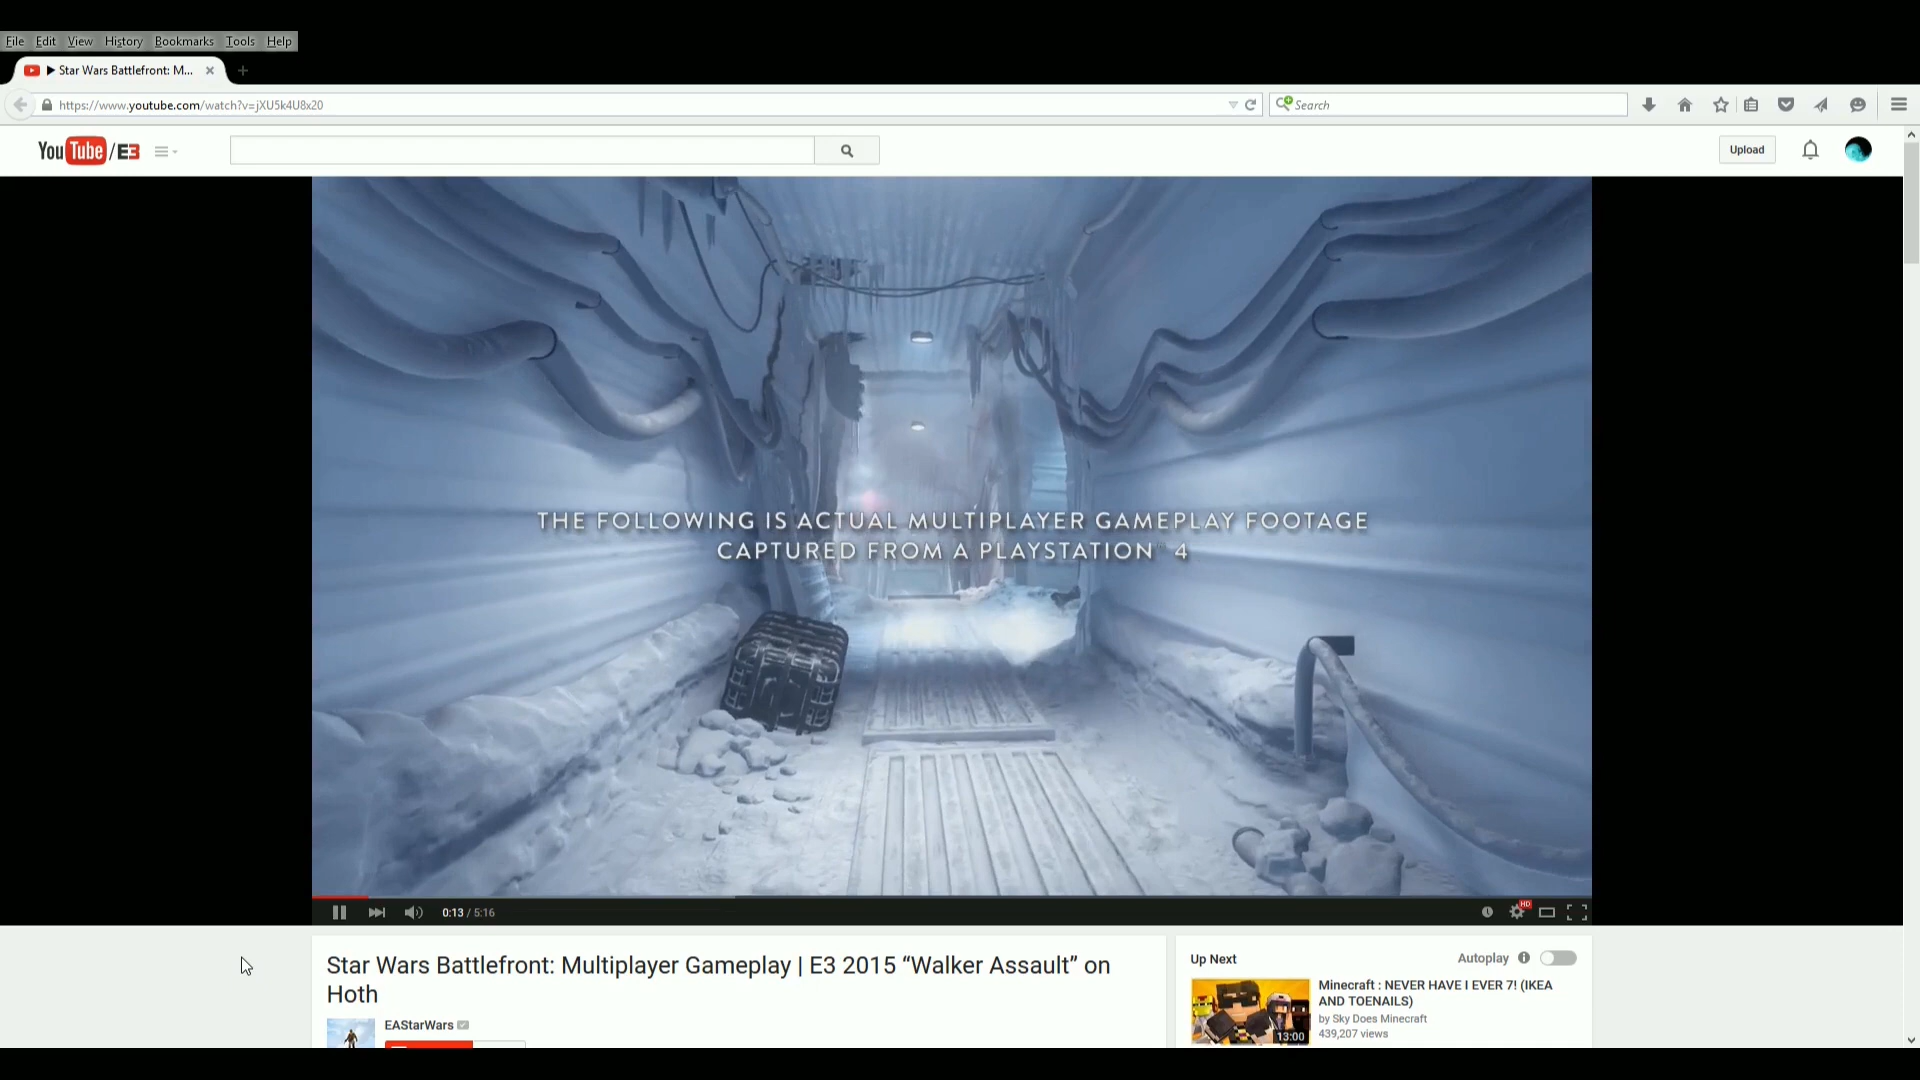 File Edit View History Bookmarks Tools Help
Star Wars Battlefront: M...
https://www.youtube.com/watch?v=jXU5k4U8x20
Search
YouTube /E3
Upload
THE FOLLOWING IS ACTUAL MULTIPLAYER GAMEPLAY FOOTAGE
CAPTURED FROM A PLAYSTATION 4
0:13 / 5:16
HD
Star Wars Battlefront: Multiplayer Gameplay | E3 2015 “Walker Assault” on
Hoth
EAStarWars
Up Next
Autoplay
Minecraft : NEVER HAVE I EVER 7! (IKEA
AND TOENAILS)
by Sky Does Minecraft
439,207 views
13:00